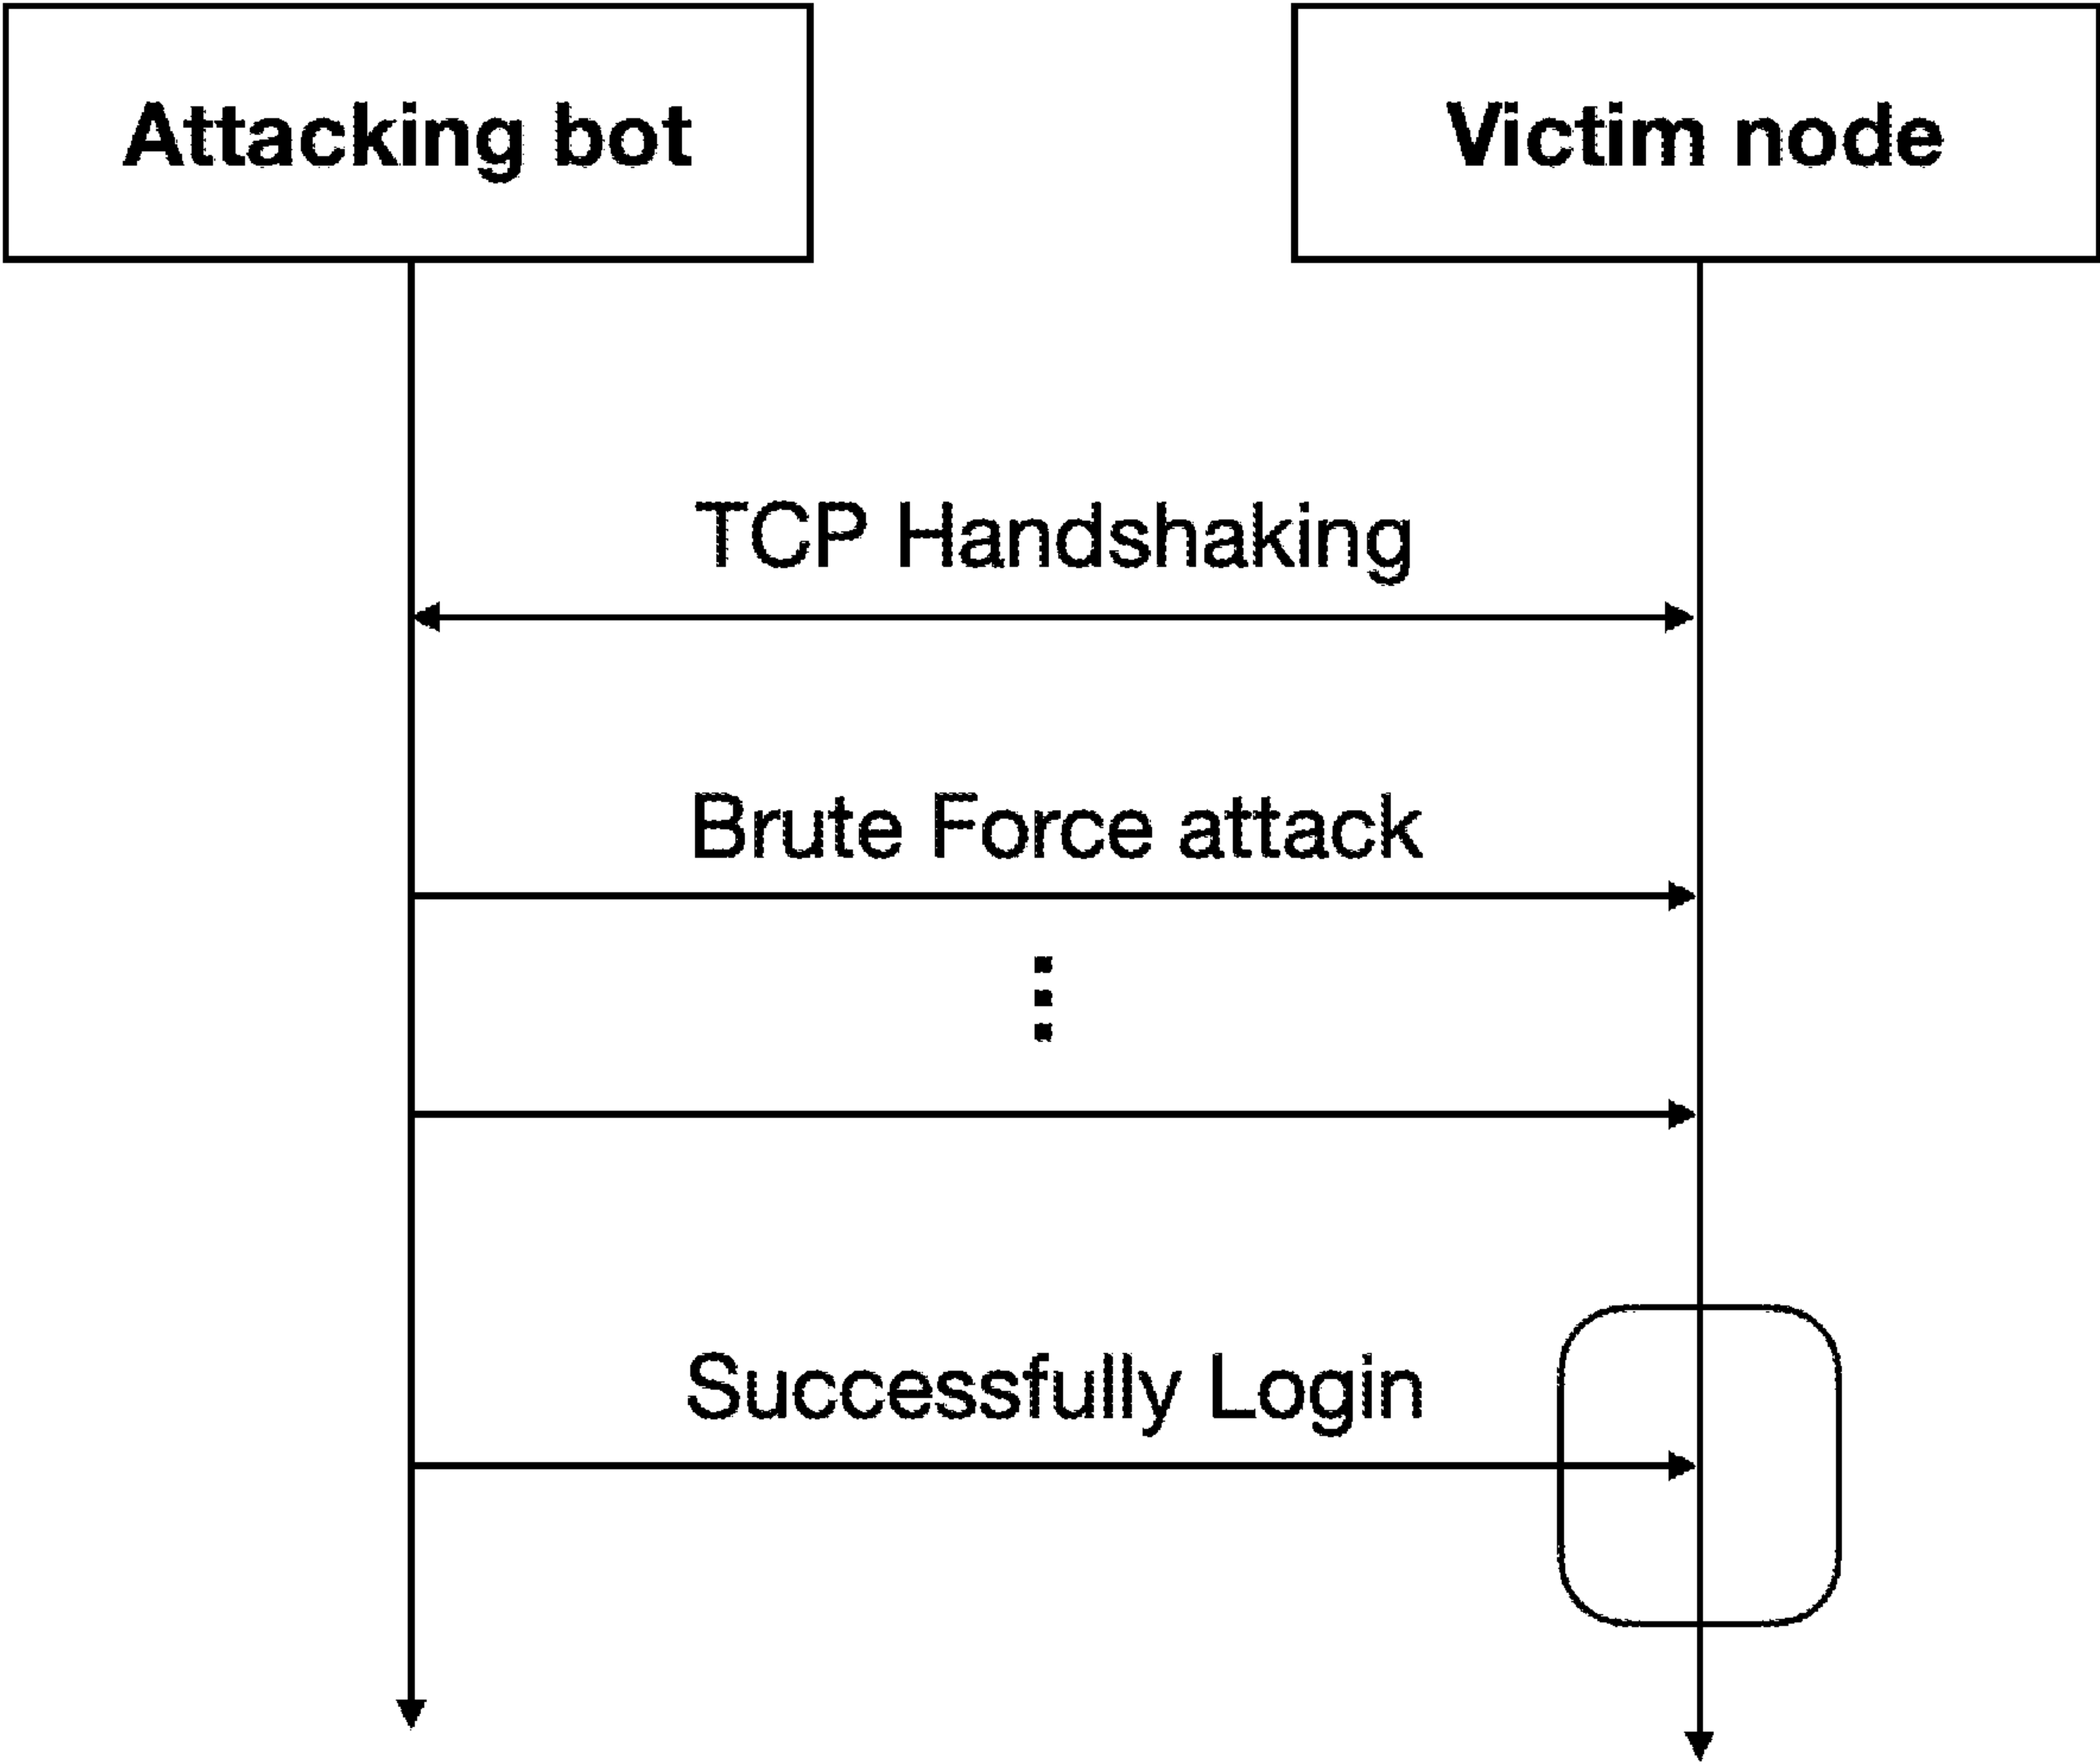 Attacking bot
Victim node
TCP Handshaking
Brute Force attack
Successfully Login